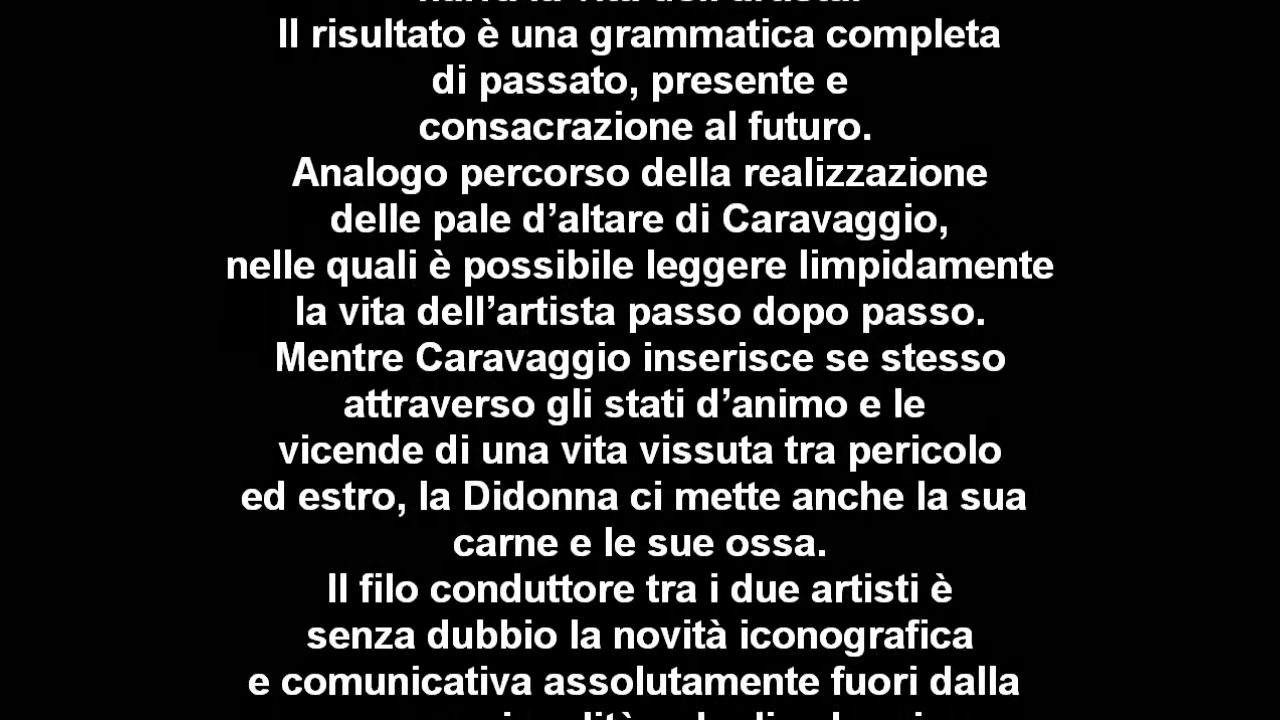 Il risultato è una grammatica completa
di passato, presente e
consacrazione al futuro.
Analogo percorso della realizzazione
delle pale d’altare di Caravaggio,
nelle quali è possibile leggere limpidamente
la vita dell’artista passo dopo passo.
Mentre Caravaggio inserisce se stesso
attraverso gli stati d’animo e le
vicende di una vita vissuta tra pericolo
ed estro, la Didonna ci mette anche la sua
carne e le sue ossa.
Il filo conduttore tra i due artisti è
senza dubbio la novità iconografica
e comunicativa assolutamente fuori dalla